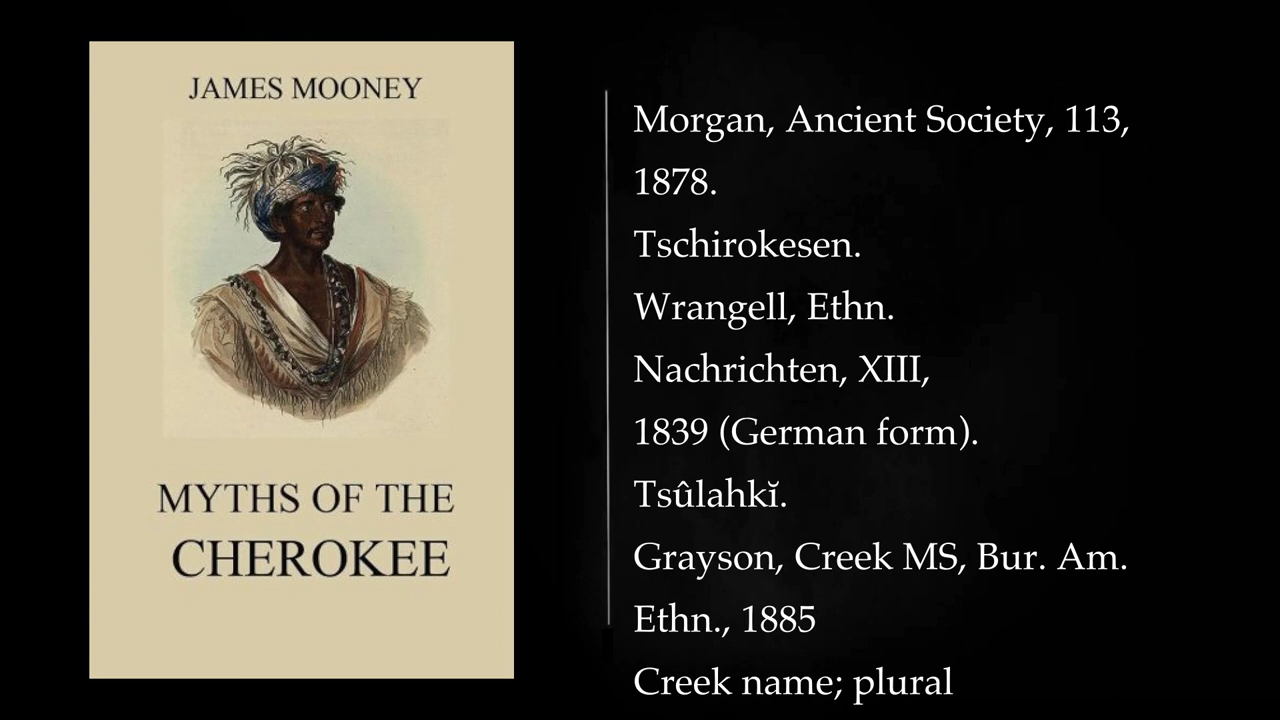 JAMES MOONEY
MYTHS OF THE
CHEROKEE
Morgan, Ancient Society, 113,
1878.
Tschirokesen.
Wrangell, Ethn.
Nachrichten, XIII,
1839 (German form).
Tsûlahkĭ.
Grayson, Creek MS, Bur. Am.
Ethn., 1885
Creek name; plural